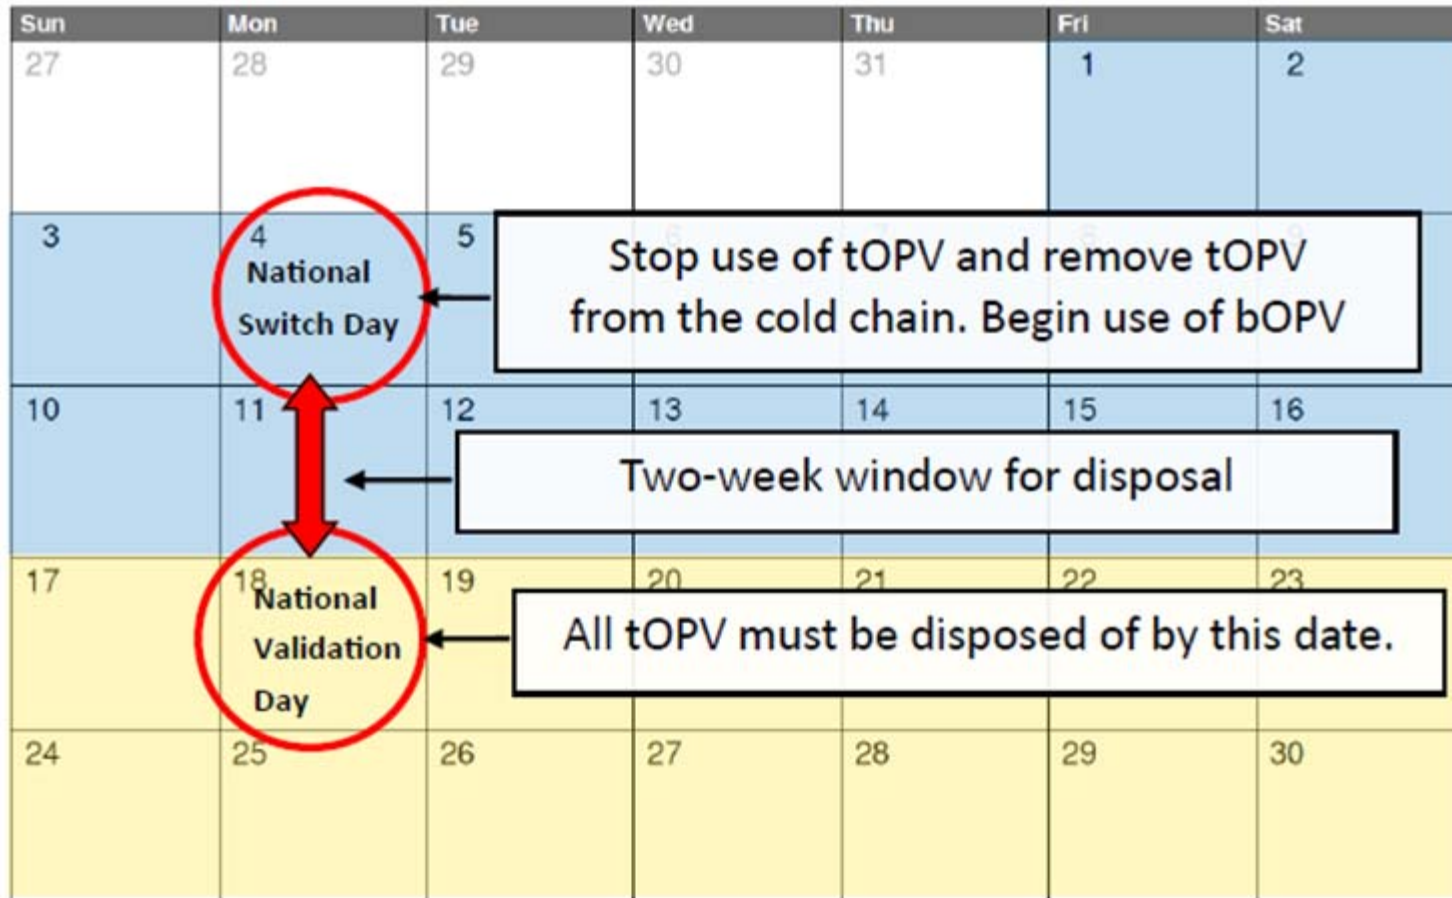 Sun Mon Tue Wed Thu Fri Sat
27 28 29 30 31 1 2
3 4 5
National
Switch Day
Stop use of tOPV and remove tOPV
from the cold chain. Begin use of bOPV
10 11 12 13 14 15 16
Two-week window for disposal
17 18 19 20 21 22 23
National
Validation
Day
All tOPV must be disposed of by this date.
24 25 26 27 28 29 30